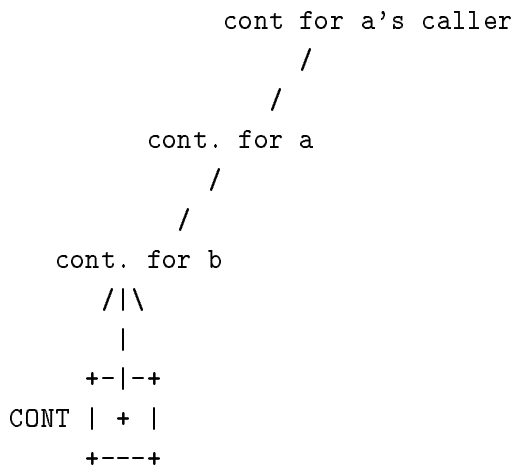 cont for a's caller
/
/
cont. for a
/
/
cont. for b
/|\
|
+-|-+
CONT | + |
+---+